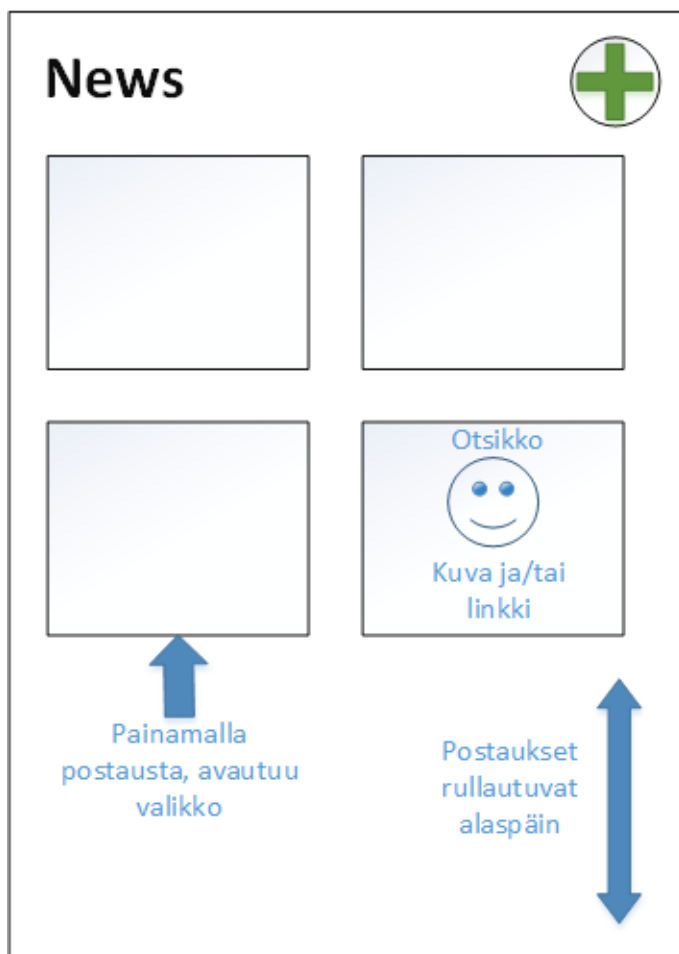 News
Otsikko
Kuva ja/tai
linkki
Painamalla
postausta, avautuu
valikko
Postaukset
rullautuvat
alaspäin